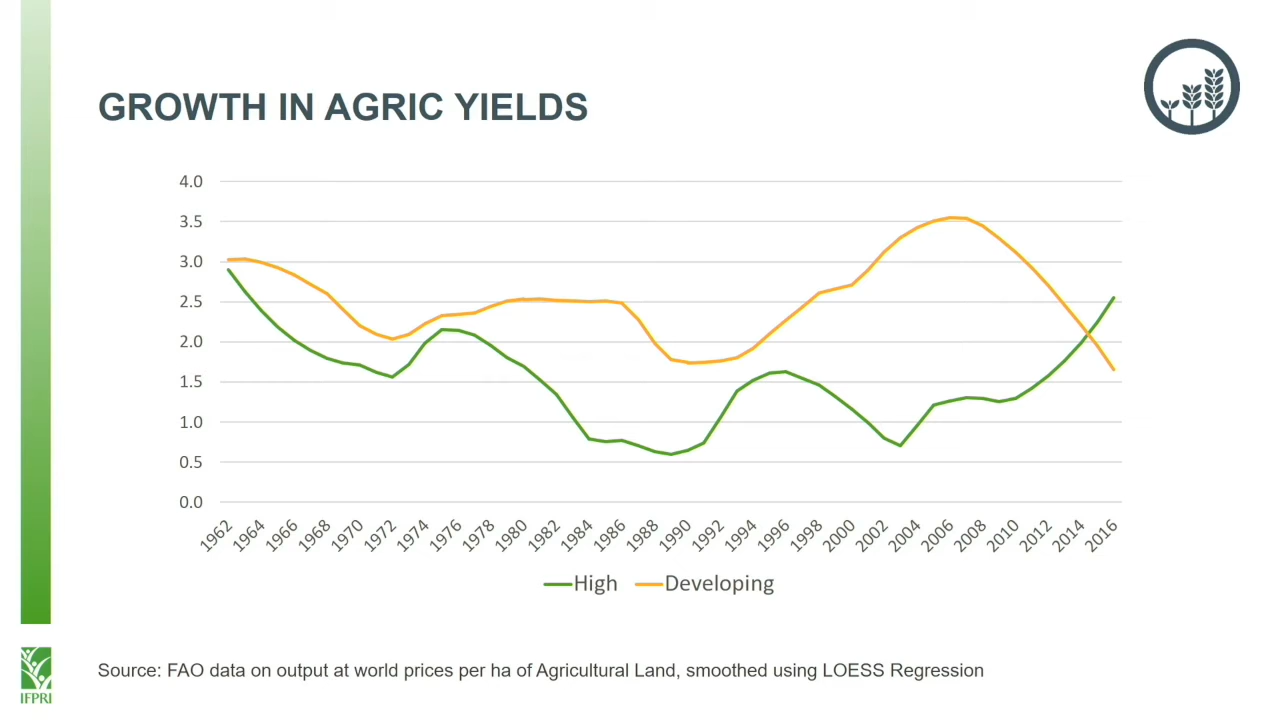 GROWTH IN AGRIC YIELDS
4.0
3.5
3.0
2.5
2.0
1.5
1.0
0.5
0.0
1962 1964 1966 1968 1970 1972 1974 1976 1978 1980 1982 1984 1986 1988 1990 1992 1994 1996 1998 2000 2002 2004 2006 2008 2010 2012 2014 2016
High Developing
Source: FAO data on output at world prices per ha of Agricultural Land, smoothed using LOESS Regression
IFPRI